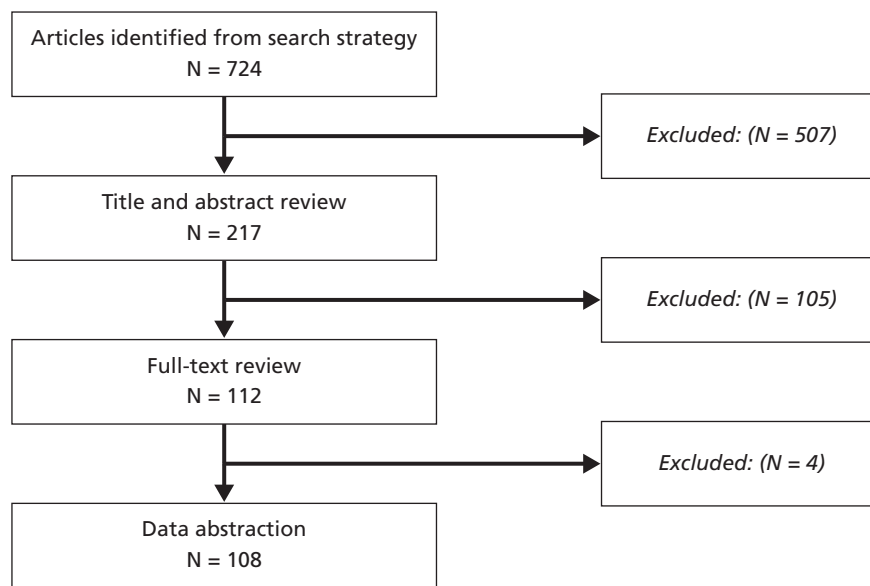 Articles identified from search strategy
N = 724
Excluded: (N = 507)
Title and abstract review
N = 217
Excluded: (N = 105)
Full-text review
N = 112
Excluded: (N = 4)
Data abstraction
N = 108